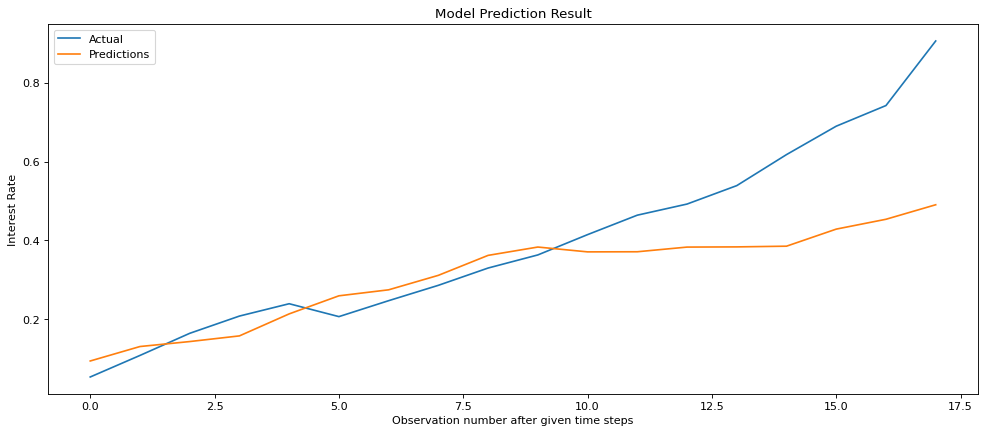 Model Prediction Result
Actual
Predictions
0.8
0.6
0.4
0.2
Interest Rate
0.0
2.5
5.0
7.5
10.0
12.5
15.0
17.5
Observation number after given time steps